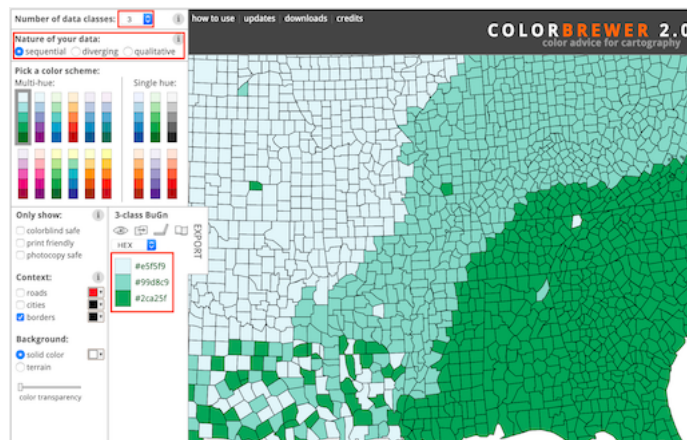 Number of data classes: 3 i
how to use | updates | downloads | credits
COLORBREWER 2.0
color advice for cartography
Nature of your data: i
sequential diverging qualitative
Pick a color scheme:
Multi-hue: Single hue:
Only show: i
colorblind safe
print friendly
photocopy safe
Context: i
roads
cities
borders
Background:
solid color
terrain
color transparency
3-class BuGn
EXPORT
HEX
#e5f5f9
#99d8c9
#2ca25f